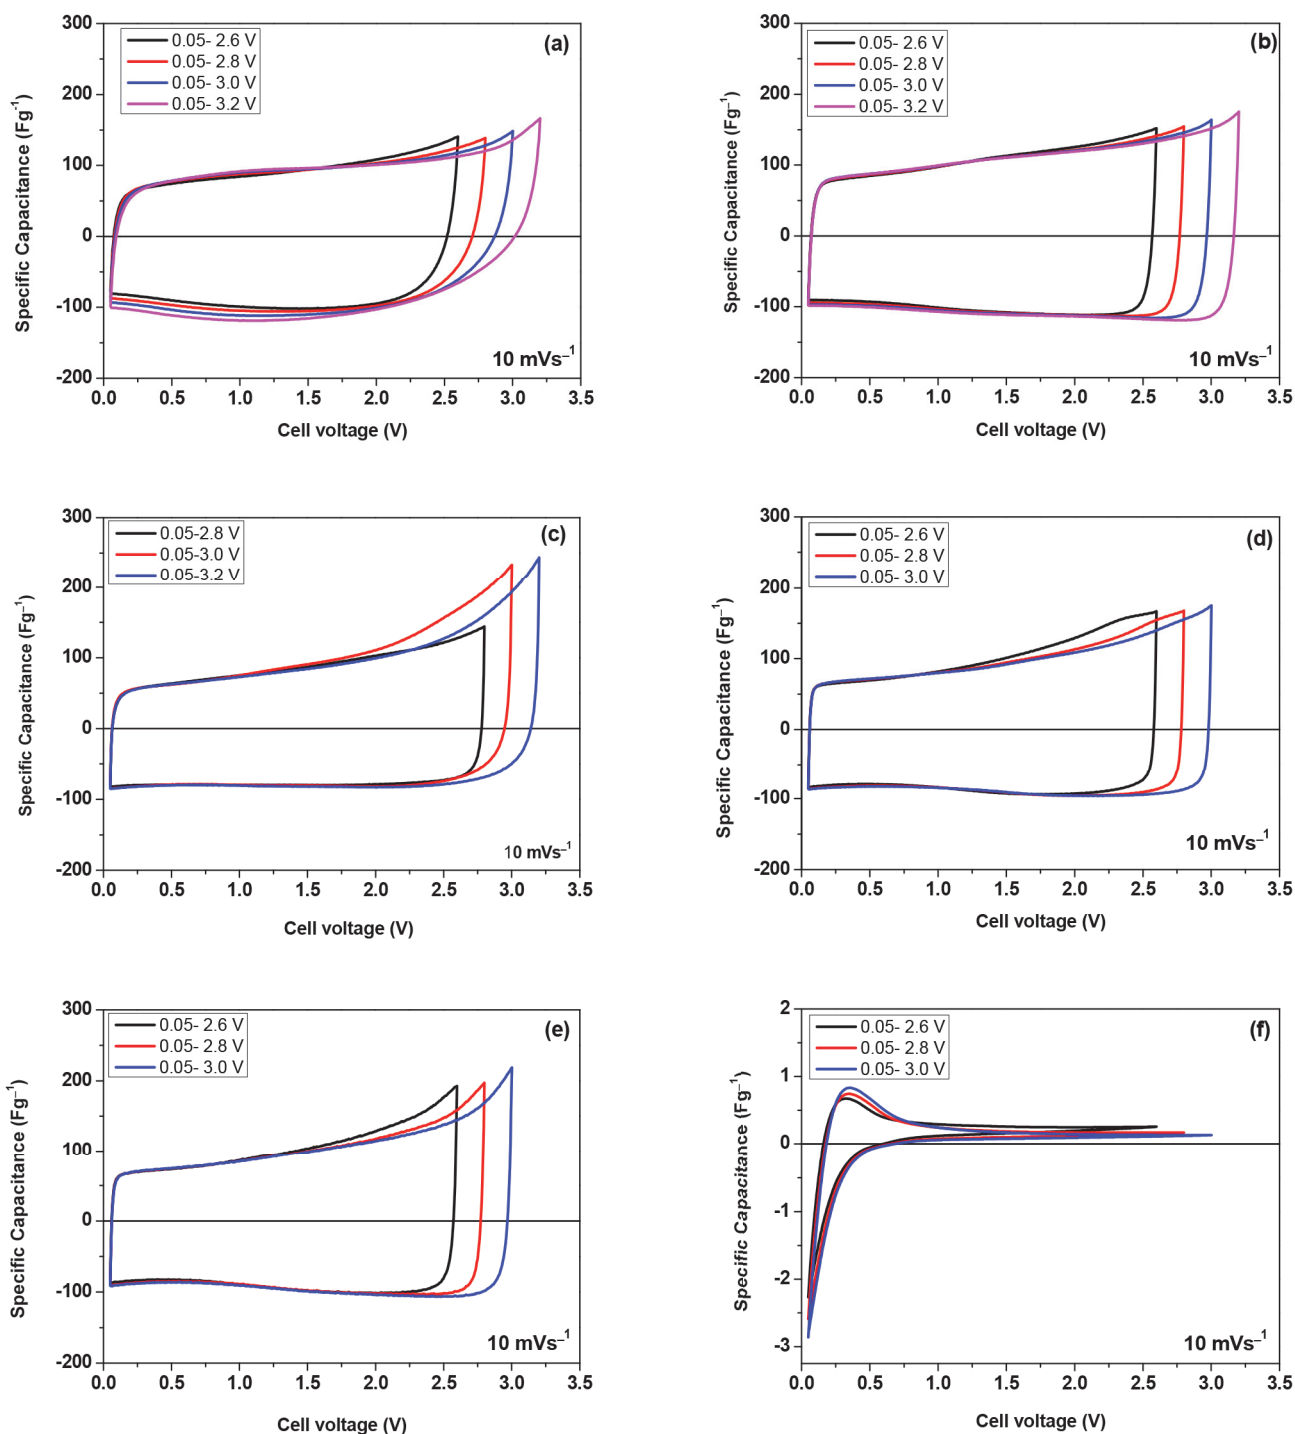 300
200
100
0
-100
-200
Specific Capacitance (Fg⁻¹)
0.05- 2.6 V
0.05- 2.8 V
0.05- 3.0 V
0.05- 3.2 V
(a)
10 mVs⁻¹
0.0 0.5 1.0 1.5 2.0 2.5 3.0 3.5
Cell voltage (V)
300
200
100
0
-100
-200
Specific Capacitance (Fg⁻¹)
0.05- 2.6 V
0.05- 2.8 V
0.05- 3.0 V
0.05- 3.2 V
(b)
10 mVs⁻¹
0.0 0.5 1.0 1.5 2.0 2.5 3.0 3.5
Cell voltage (V)
300
200
100
0
-100
-200
Specific Capacitance (Fg⁻¹)
0.05-2.8 V
0.05-3.0 V
0.05-3.2 V
(c)
10 mVs⁻¹
0.0 0.5 1.0 1.5 2.0 2.5 3.0 3.5
Cell voltage (V)
300
200
100
0
-100
-200
Specific Capacitance (Fg⁻¹)
0.05- 2.6 V
0.05- 2.8 V
0.05- 3.0 V
(d)
10 mVs⁻¹
0.0 0.5 1.0 1.5 2.0 2.5 3.0 3.5
Cell voltage (V)
300
200
100
0
-100
-200
Specific Capacitance (Fg⁻¹)
0.05- 2.6 V
0.05- 2.8 V
0.05- 3.0 V
(e)
10 mVs⁻¹
0.0 0.5 1.0 1.5 2.0 2.5 3.0 3.5
Cell voltage (V)
2
1
0
-1
-2
-3
Specific Capacitance (Fg⁻¹)
0.05- 2.6 V
0.05- 2.8 V
0.05- 3.0 V
(f)
10 mVs⁻¹
0.0 0.5 1.0 1.5 2.0 2.5 3.0 3.5
Cell voltage (V)